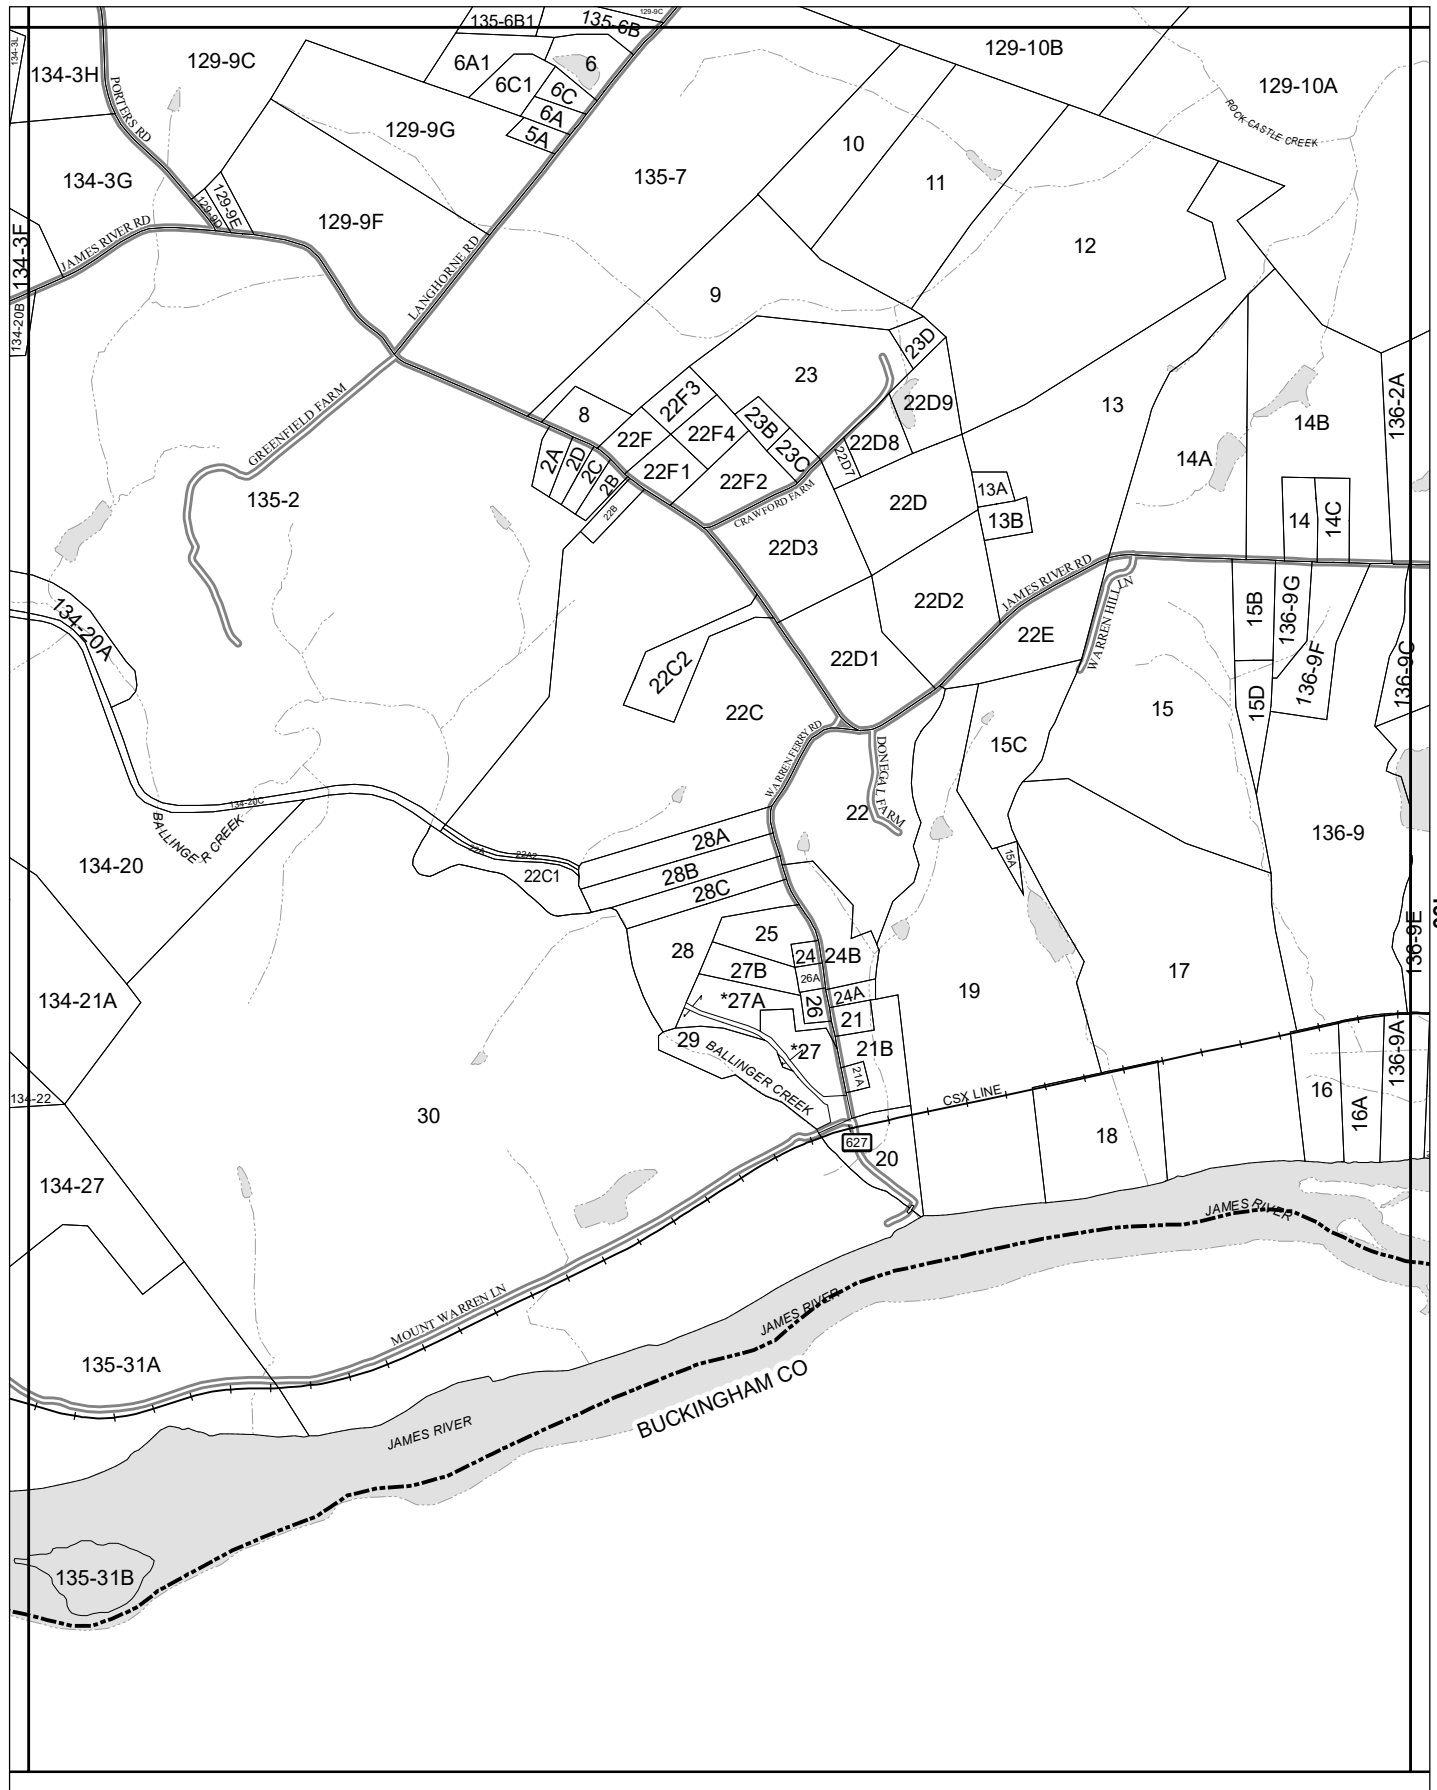 135-6B1
135-6B
129-9C
134-3L
134-3H
129-9C
6A1
6
129-10B
6C1
6C
129-10A
PORTERS RD
6A
ROCK CASTLE CREEK
129-9G
5A
10
134-3G
135-7
11
129-9D
129-9E
129-9F
JAMES RIVER RD
12
134-3F
LANGHORNE RD
9
134-20B
23D
23
GREENFIELD FARM
8
22F3
22D9
13
136-2A
22F
22F4
23B
14B
2A
2D
2C
2B
22F1
23C
22D8
22D7
14A
22F2
135-2
22B
CRAWFORD FARM
22D
13A
14
14C
13B
22D3
JAMES RIVER RD
WARREN HILL LN
22D2
15B
136-9G
134-20A
22E
22C2
22D1
136-9F
136-9C
15D
22C
15
WARREN FERRY RD
15C
DONEGAL FARM
134-20C
BALLINGER CREEK
22
136-9
28A
22A
22A2
15A
134-20
22C1
28B
28C
25
136-9E
28
24
24B
27B
26A
17
134-21A
*27A
26
24A
19
21
29
BALLINGER CREEK
*27
21B
136-9A
21A
134-22
CSX LINE
16
16A
30
18
627
20
134-27
JAMES RIVER
MOUNT WARREN LN
JAMES RIVER
135-31A
BUCKINGHAM CO
JAMES RIVER
135-31B